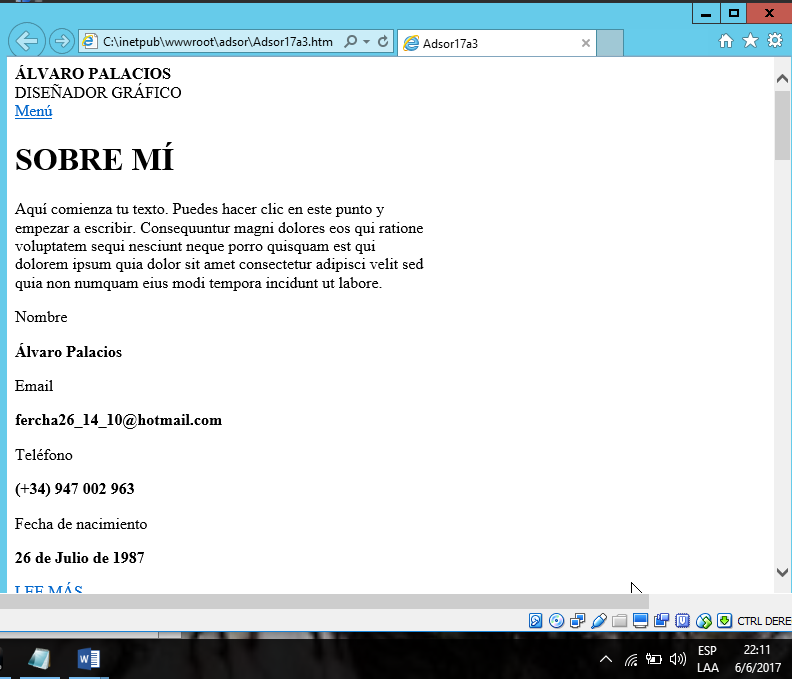 C:\inetpub\wwwroot\adsor\Adsor17a3.htm
Adsor17a3
ÁLVARO PALACIOS
DISEÑADOR GRÁFICO
Menú
SOBRE MÍ
Aquí comienza tu texto. Puedes hacer clic en este punto y
empezar a escribir. Consequuntur magni dolores eos qui ratione
voluptatem sequi nesciunt neque porro quisquam est qui
dolorem ipsum quia dolor sit amet consectetur adipisci velit sed
quia non numquam eius modi tempora incidunt ut labore.
Nombre
Álvaro Palacios
Email
fercha26_14_10@hotmail.com
Teléfono
(+34) 947 002 963
Fecha de nacimiento
26 de Julio de 1987
LEE MÁS
CTRL DERE
ESP
LAA
22:11
6/6/2017